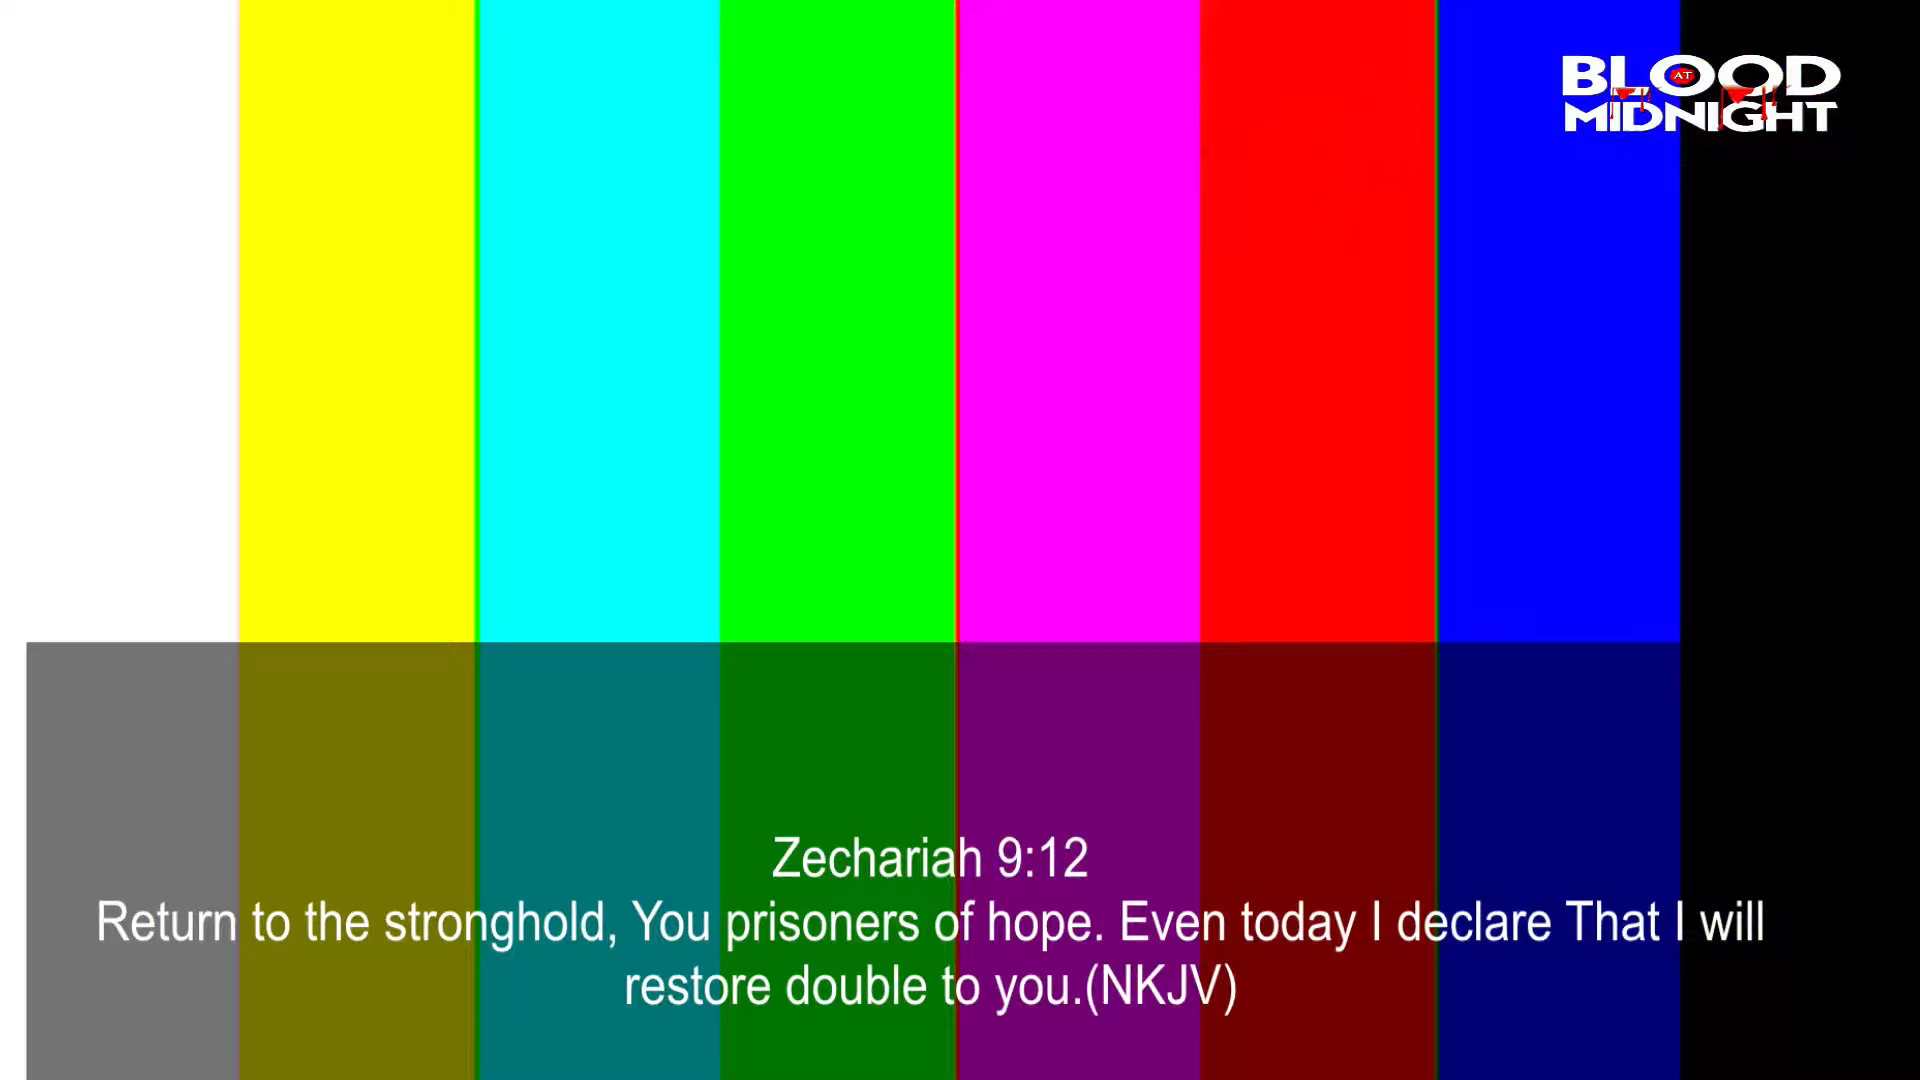 BLOOD
AT
MIDNIGHT
Zechariah 9:12
Return to the stronghold, You prisoners of hope. Even today I declare That I will
restore double to you.(NKJV)